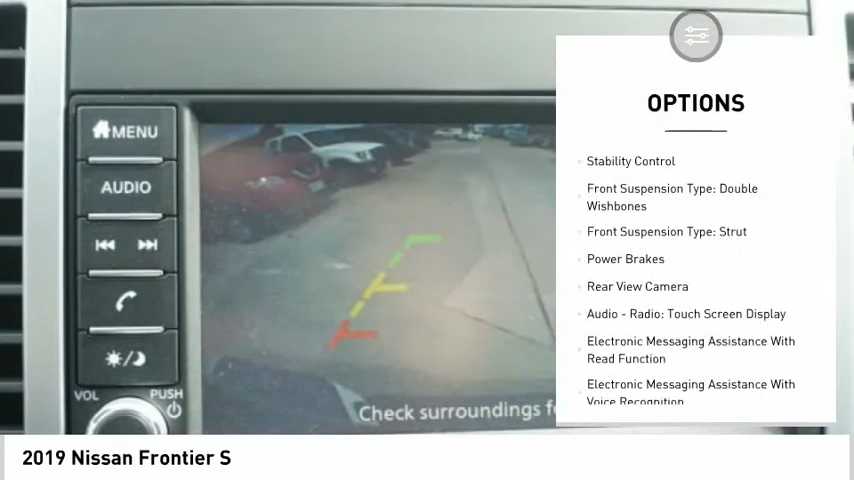 MENU
AUDIO
VOL
PUSH
Check surroundings f
OPTIONS
Stability Control
Front Suspension Type: Double
Wishbones
Front Suspension Type: Strut
Power Brakes
Rear View Camera
Audio - Radio: Touch Screen Display
Electronic Messaging Assistance With
Read Function
Electronic Messaging Assistance With
Voice Recognition
2019 Nissan Frontier S